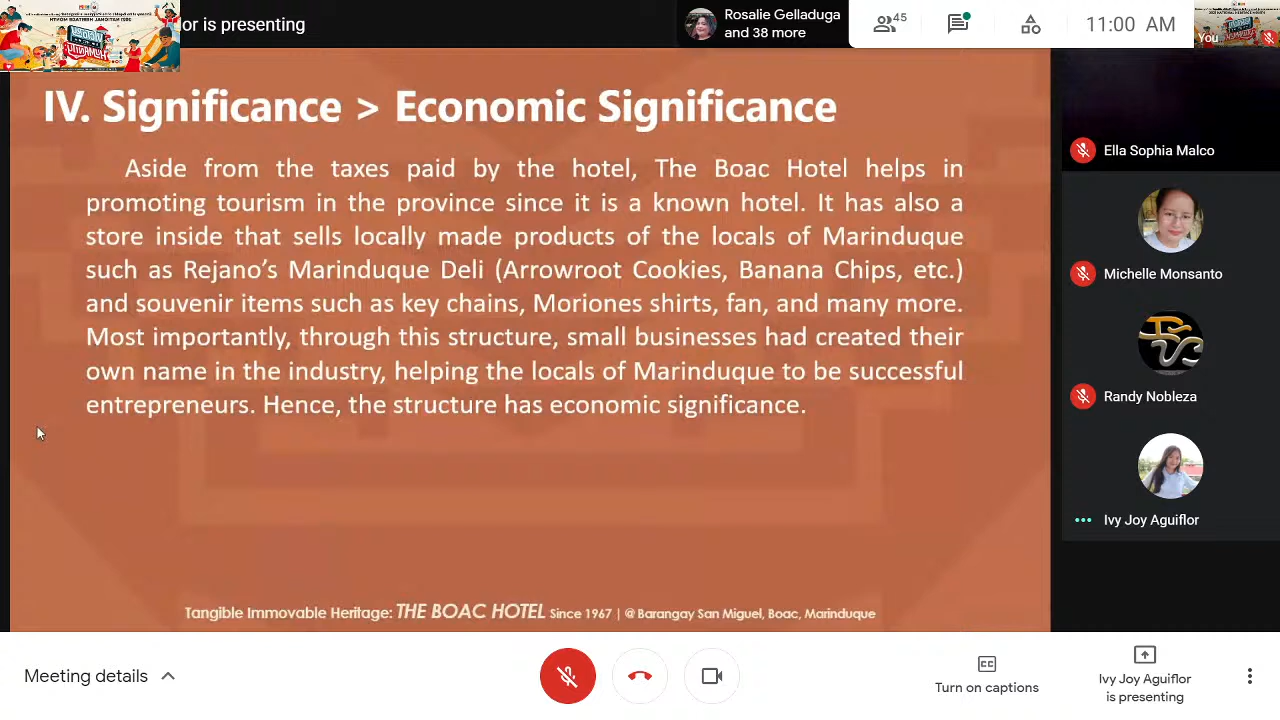 or is presenting
Rosalie Gelladuga
and 38 more
45
11:00 AM
You
IV. Significance > Economic Significance
Aside from the taxes paid by the hotel, The Boac Hotel helps in
promoting tourism in the province since it is a known hotel. It has also a
store inside that sells locally made products of the locals of Marinduque
such as Rejano's Marinduque Deli (Arrowroot Cookies, Banana Chips, etc.)
and souvenir items such as key chains, Moriones shirts, fan, and many more.
Most importantly, through this structure, small businesses had created their
own name in the industry, helping the locals of Marinduque to be successful
entrepreneurs. Hence, the structure has economic significance.
Tangible Immovable Heritage: THE BOAC HOTEL Since 1967 | @ Barangay San Miguel, Boac, Marinduque
Ella Sophia Malco
Michelle Monsanto
Randy Nobleza
Ivy Joy Aguiflor
Meeting details
Turn on captions
Ivy Joy Aguiflor
is presenting